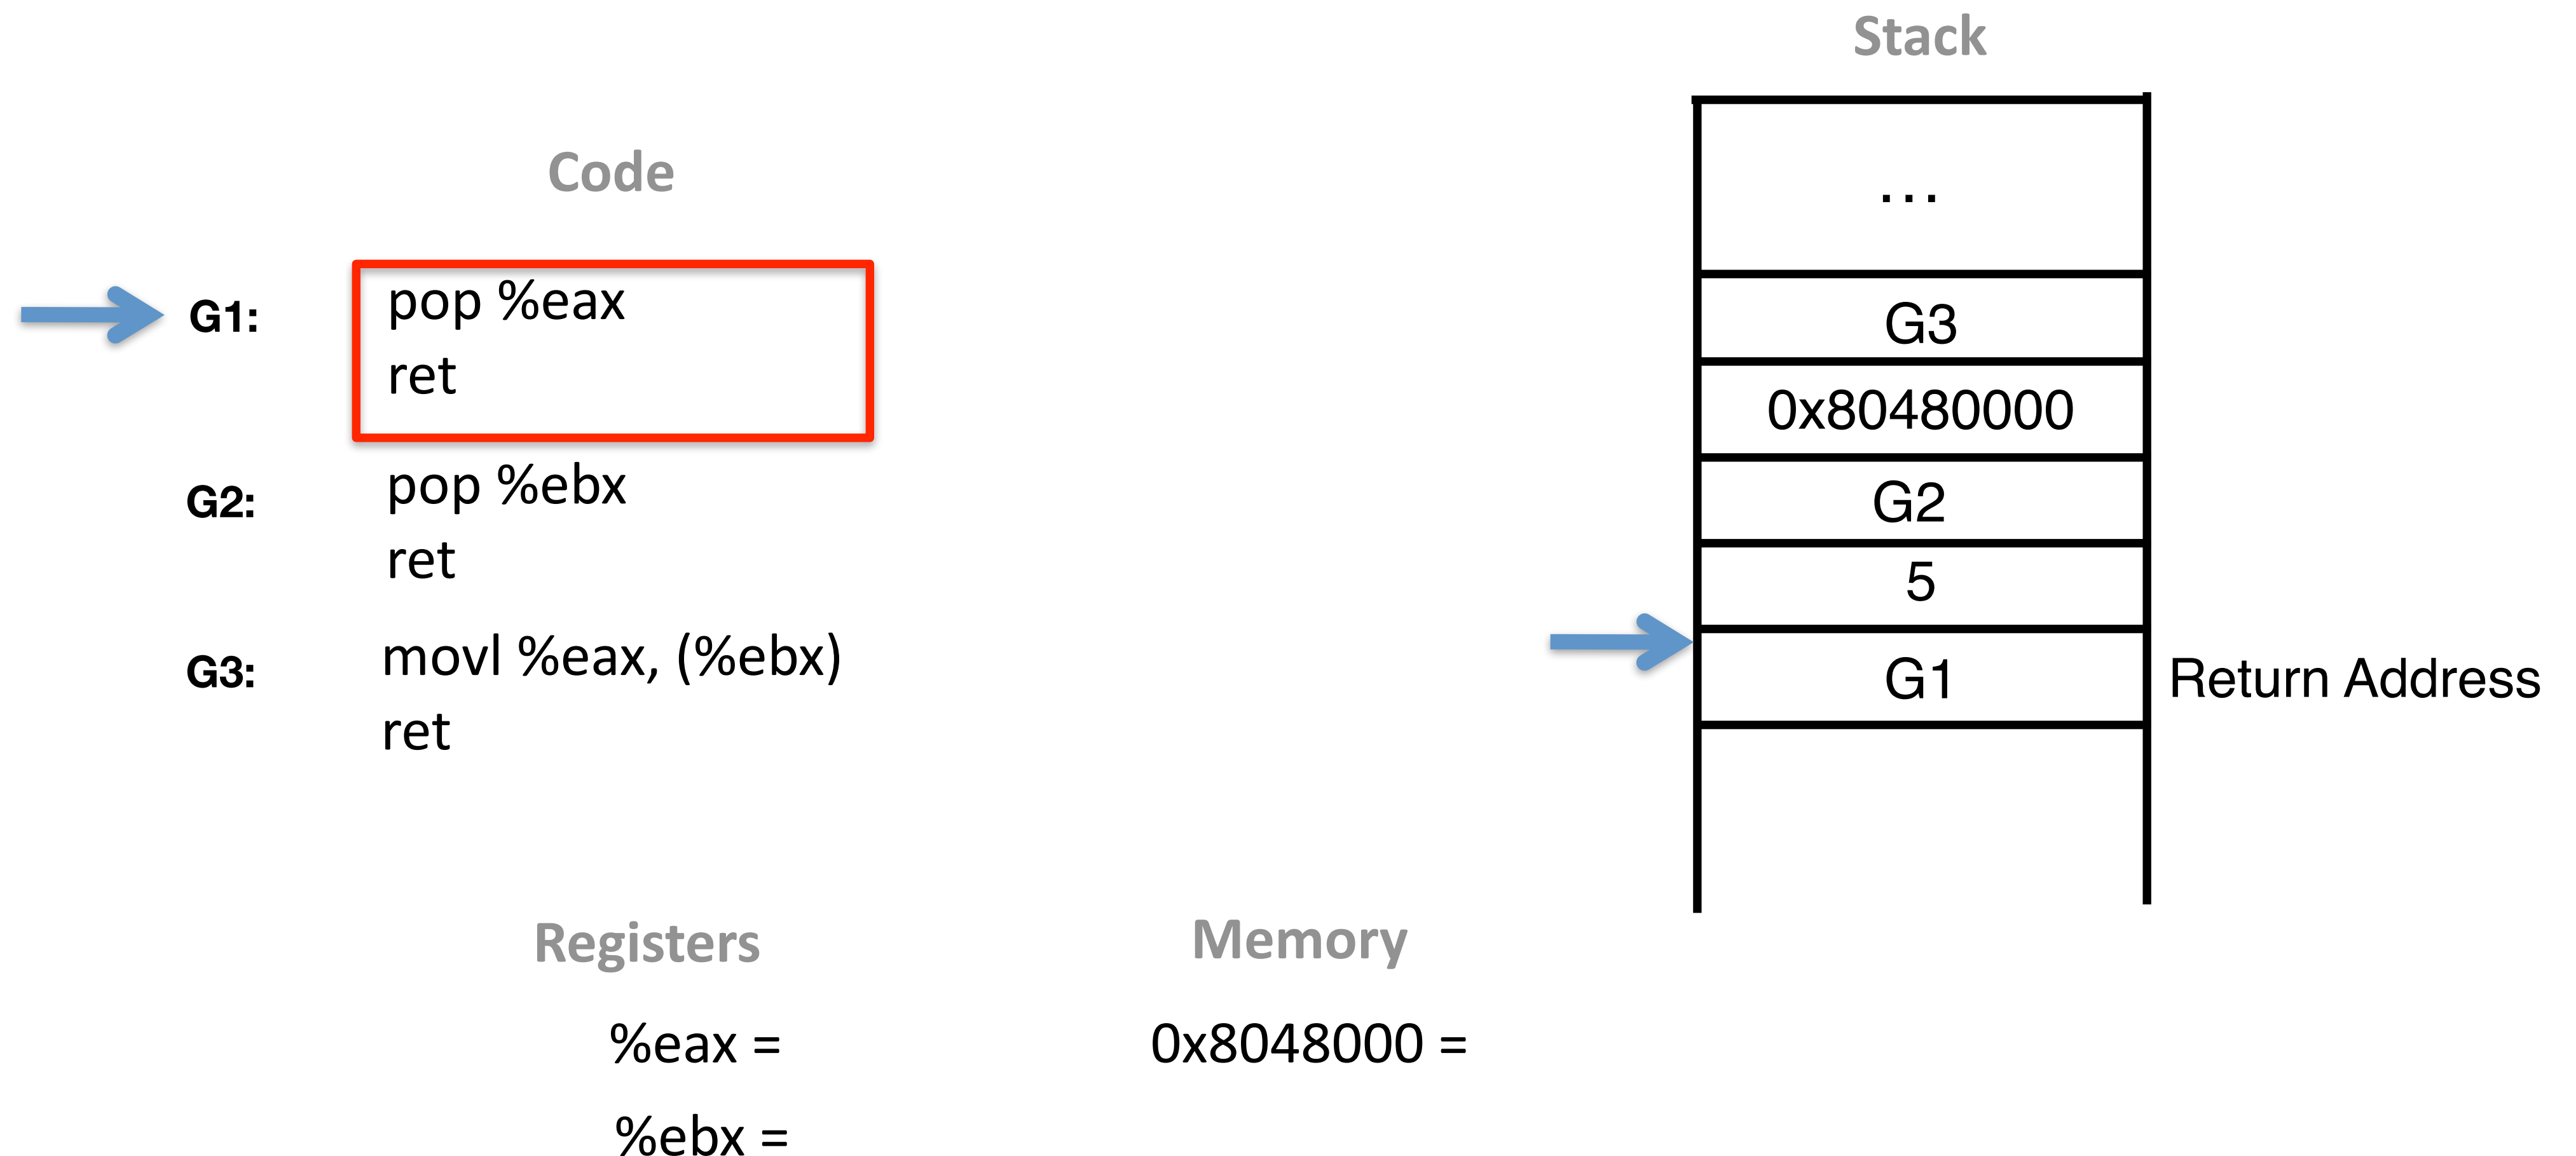 Stack
Code
...
G1:
pop %eax
ret
G2:
pop %ebx
ret
G3:
movl %eax, (%ebx)
ret
G3
0x80480000
G2
5
G1
Return Address
Registers
%eax =
%ebx =
Memory
0x8048000 =